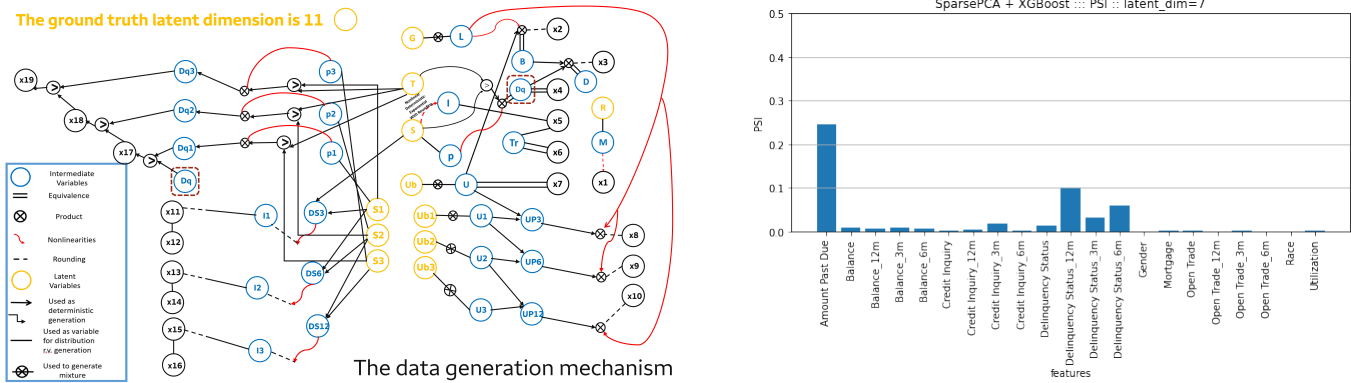 The ground truth latent dimension is 11
G
L
x2
x19
Dq3
p3
B
x3
T
Dq
D
x4
I
R
Dq2
p2
x18
S
x5
Tr
M
Dq1
p1
p
x6
x17
Dq
Ub
U
x7
x1
Intermediate
Variables
Equivalence
Product
Nonlinearities
Rounding
Latent
Variables
Used as
deterministic
generation
Used as variable
for distribution
r.v. generation
Used to generate
mixture
x11
I1
DS3
S1
S2
S3
x12
Ub1
U1
UP3
x8
Ub2
U2
UP6
x9
Ub3
U3
UP12
x10
x13
I2
DS6
x14
x15
I3
DS12
x16
The data generation mechanism
SparsePCA + XGBoost ::: PSI :: latent_dim=7
PSI
0.5
0.4
0.3
0.2
0.1
0.0
Amount Past Due
Balance
Balance_12m
Balance_3m
Balance_6m
Credit Inquiry
Credit Inquiry_12m
Credit Inquiry_3m
Credit Inquiry_6m
Delinquency Status
Delinquency Status_12m
Delinquency Status_3m
Delinquency Status_6m
Gender
Mortgage
Open Trade
Open Trade_12m
Open Trade_3m
Open Trade_6m
Race
Utilization
features